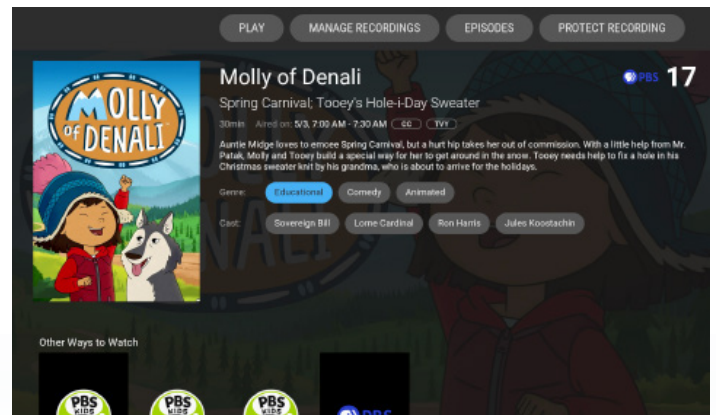 PLAY
MANAGE RECORDINGS
EPISODES
PROTECT RECORDING
MOLLY
OF DENALI
Molly of Denali
PBS 17
Spring Carnival; Tooey's Hole-i-Day Sweater
30min Aired on: 5/3, 7:00 AM - 7:30 AM CC TVY
Auntie Midge loves to emcee Spring Carnival, but a hurt hip takes her out of commission. With a little help from Mr.
Patak, Molly and Tooey build a special way for her to get around in the snow. Tooey needs help to fix a hole in his
Christmas sweater knit by his grandma, who is about to arrive for the holidays.
Genre: Educational Comedy Animated
Cast: Sovereign Bill Lorne Cardinal Ron Harris Jules Koostachin
Other Ways to Watch
PBS KIDS
PBS KIDS
PBS KIDS
PBS